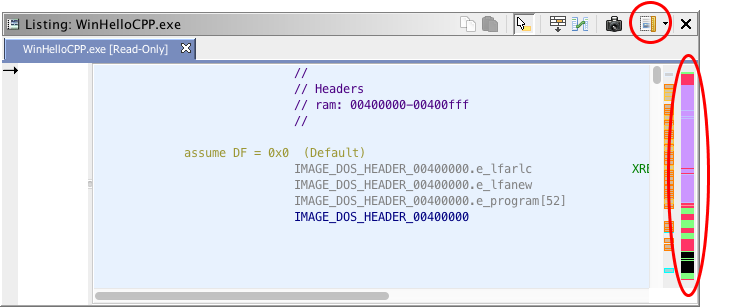 Listing: WinHelloCPP.exe
WinHelloCPP.exe [Read-Only]
//
// Headers
// ram: 00400000-00400fff
//
assume DF = 0x0 (Default)
IMAGE_DOS_HEADER_00400000.e_lfarlc XRE
IMAGE_DOS_HEADER_00400000.e_lfanew
IMAGE_DOS_HEADER_00400000.e_program[52]
IMAGE_DOS_HEADER_00400000